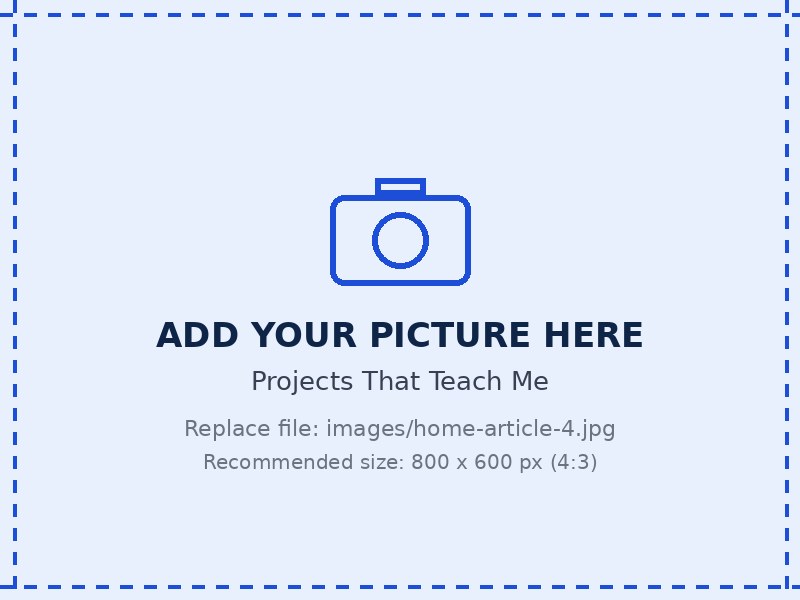 ADD YOUR PICTURE HERE
Projects That Teach Me
Replace file: images/home-article-4.jpg
Recommended size: 800 x 600 px (4:3)